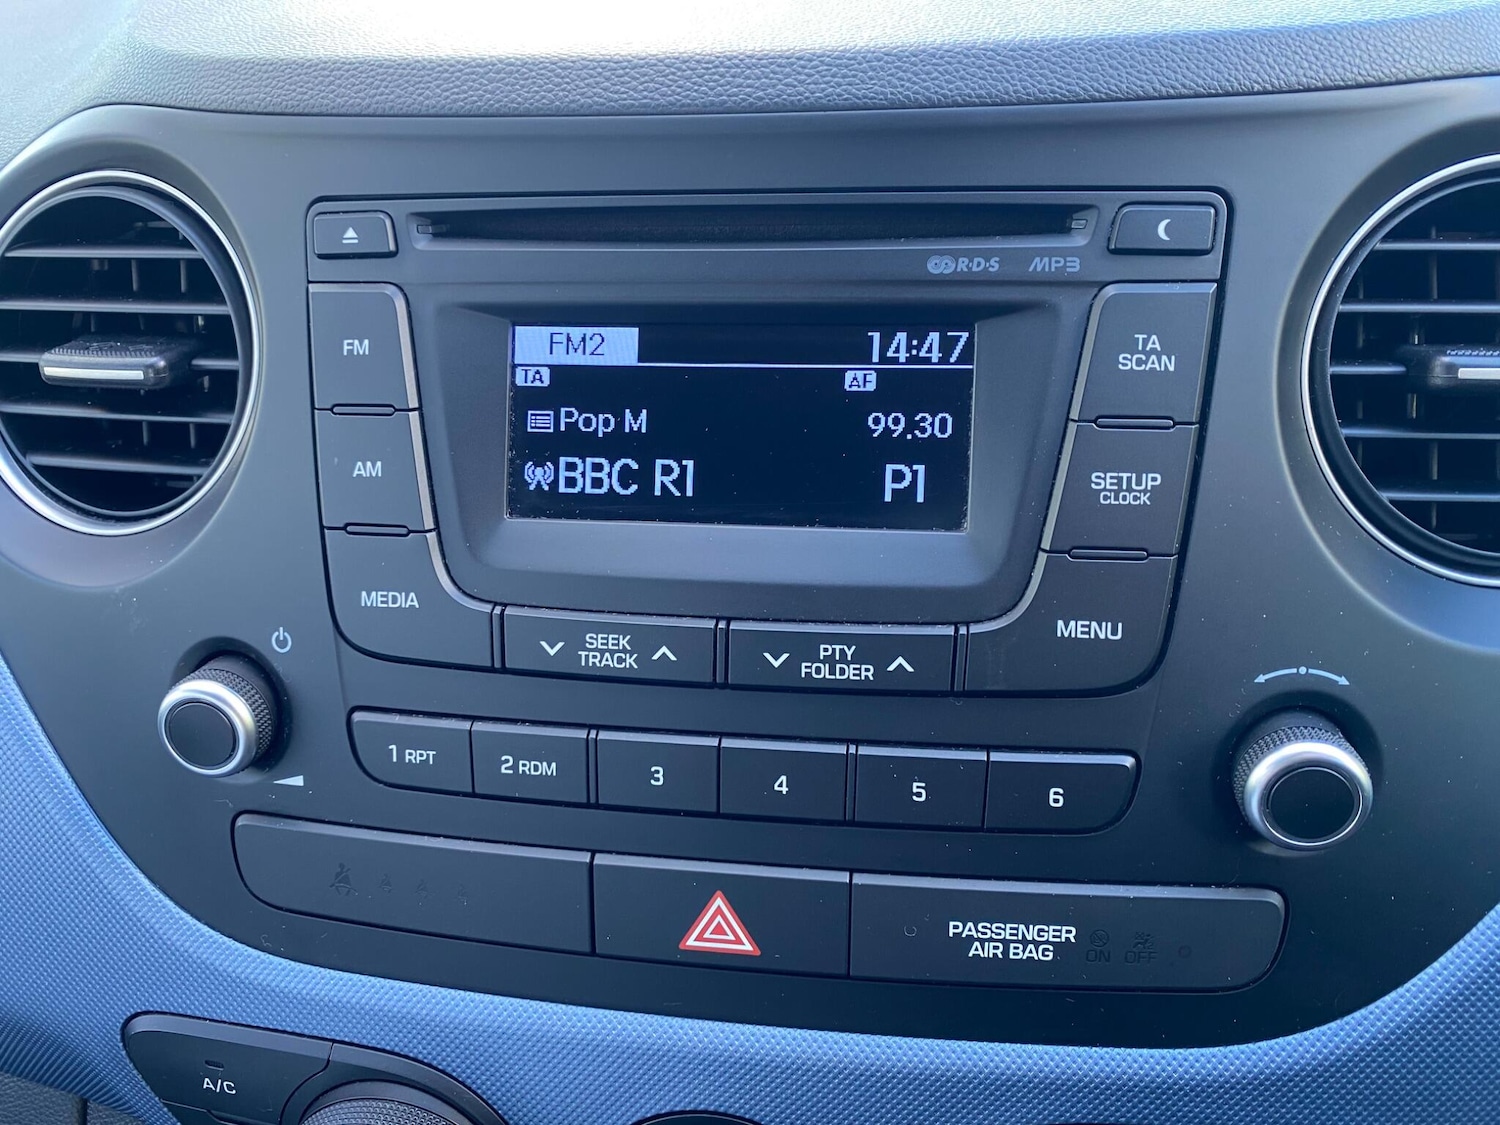 R·D·S MP3
FM2 14:47
TA AF
Pop M 99.30
BBC R1 P1
FM
AM
MEDIA
TA
SCAN
SETUP
CLOCK
MENU
SEEK
TRACK
PTY
FOLDER
1 RPT
2 RDM
3
4
5
6
PASSENGER
AIR BAG
ON OFF
A/C